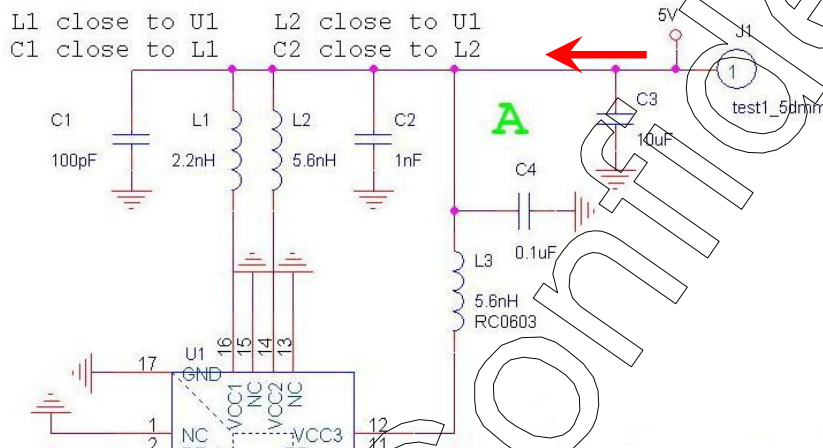 L1 close to U1 L2 close to U1
C1 close to L1 C2 close to L2
5V
J1
1
test1_5dmm
C1
100pF
L1
2.2nH
L2
5.6nH
C2
1nF
A
C3
10uF
C4
0.1uF
L3
5.6nH
RC0603
16
15
14
13
17
U1
GND
VCC1
NC
VCC2
NC
1
NC
VCC3
12
2
11
onfide